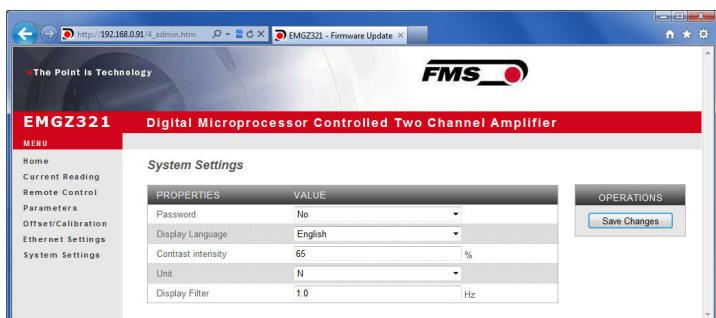 http://192.168.0.91/4_admin.htm
EMGZ321 - Firmware Update
The Point Is Technology
FMS
EMGZ321
Digital Microprocessor Controlled Two Channel Amplifier
MENU
Home
Current Reading
Remote Control
Parameters
Offset/Calibration
Ethernet Settings
System Settings
System Settings
PROPERTIES VALUE
Password No
Display Language English
Contrast intensity 65 %
Unit N
Display Filter 1.0 Hz
OPERATIONS
Save Changes